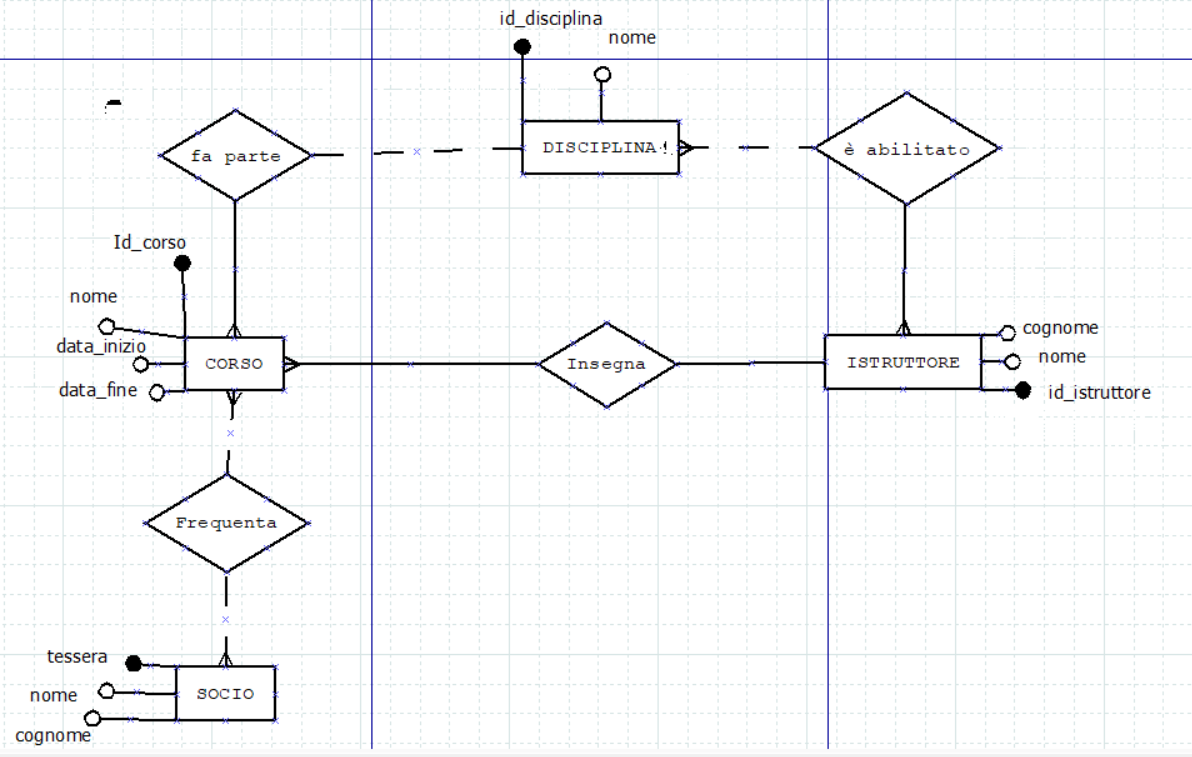 id_disciplina
nome
fa parte
DISCIPLINA
è abilitato
Id_corso
nome
data_inizio
data_fine
CORSO
Insegna
ISTRUTTORE
cognome
nome
id_istruttore
Frequenta
tessera
nome
cognome
SOCIO